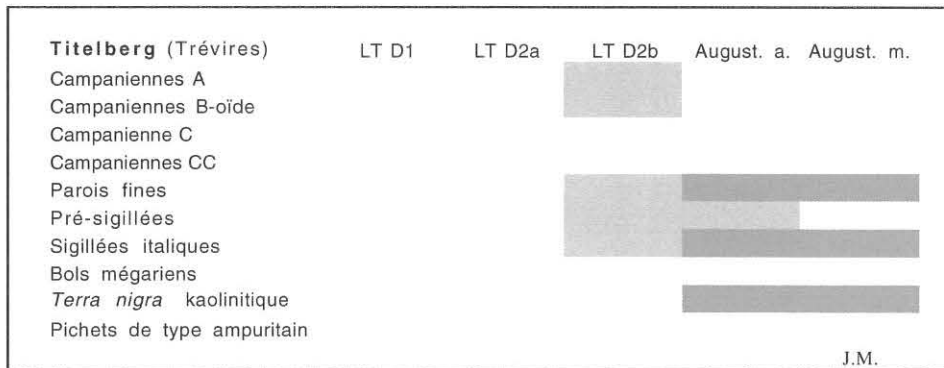 Titelberg (Trévires) LT D1 LT D2a LT D2b August. a. August. m.
Campaniennes A
Campaniennes B-oïde
Campanienne C
Campaniennes CC
Parois fines
Pré-sigillées
Sigillées italiques
Bols mégariens
Terra nigra kaolinitique
Pichets de type ampuritain
J.M.